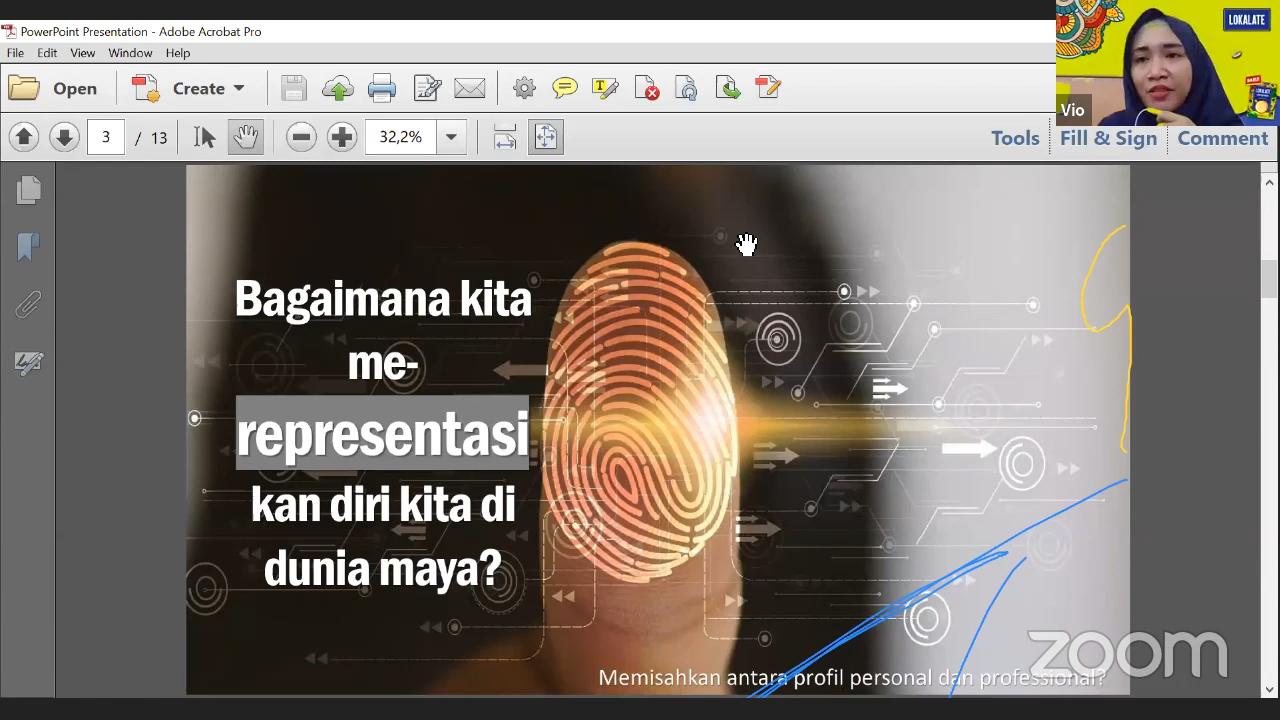 PowerPoint Presentation - Adobe Acrobat Pro
File Edit View Window Help
LOKALATE
Open Create
Vio
3 / 13 32,2% Tools Fill & Sign Comment
Bagaimana kita
me-
representasi
kan diri kita di
dunia maya?
zoom
Memisahkan antara profil personal dan professional?